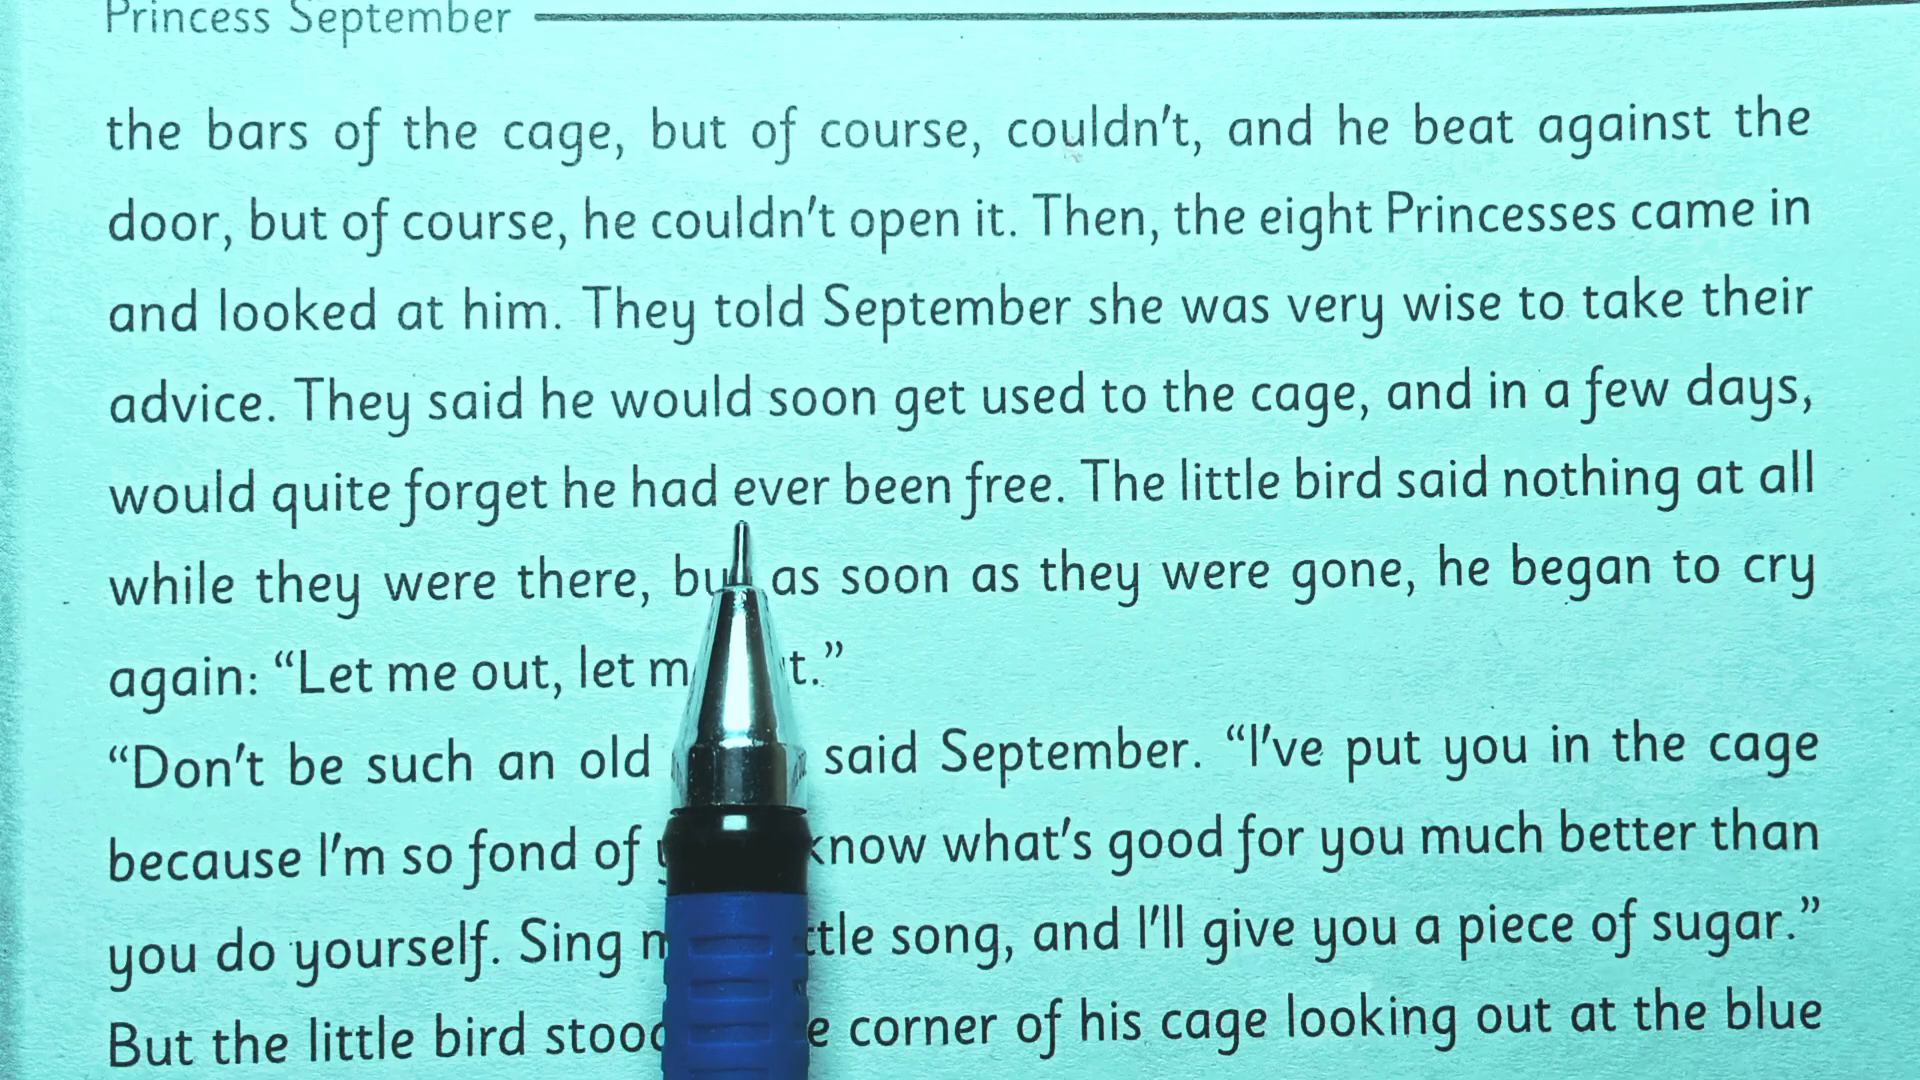 Princess September
the bars of the cage, but of course, couldn't, and he beat against the
door, but of course, he couldn't open it. Then, the eight Princesses came in
and looked at him. They told September she was very wise to take their
advice. They said he would soon get used to the cage, and in a few days,
would quite forget he had ever been free. The little bird said nothing at all
while they were there, but as soon as they were gone, he began to cry
again: “Let me out, let me out.”
“Don't be such an old said September. “I've put you in the cage
because I'm so fond of know what's good for you much better than
you do yourself. Sing song, and I'll give you a piece of sugar.”
But the little bird stood corner of his cage looking out at the blue